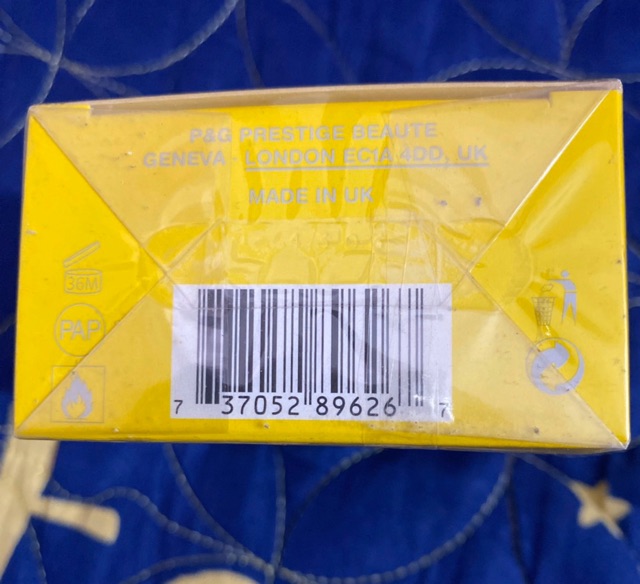 P&G PRESTIGE BEAUTE
GENEVA - LONDON EC1A 4DD, UK
MADE IN UK
36M
PAP
7 37052 89626 7